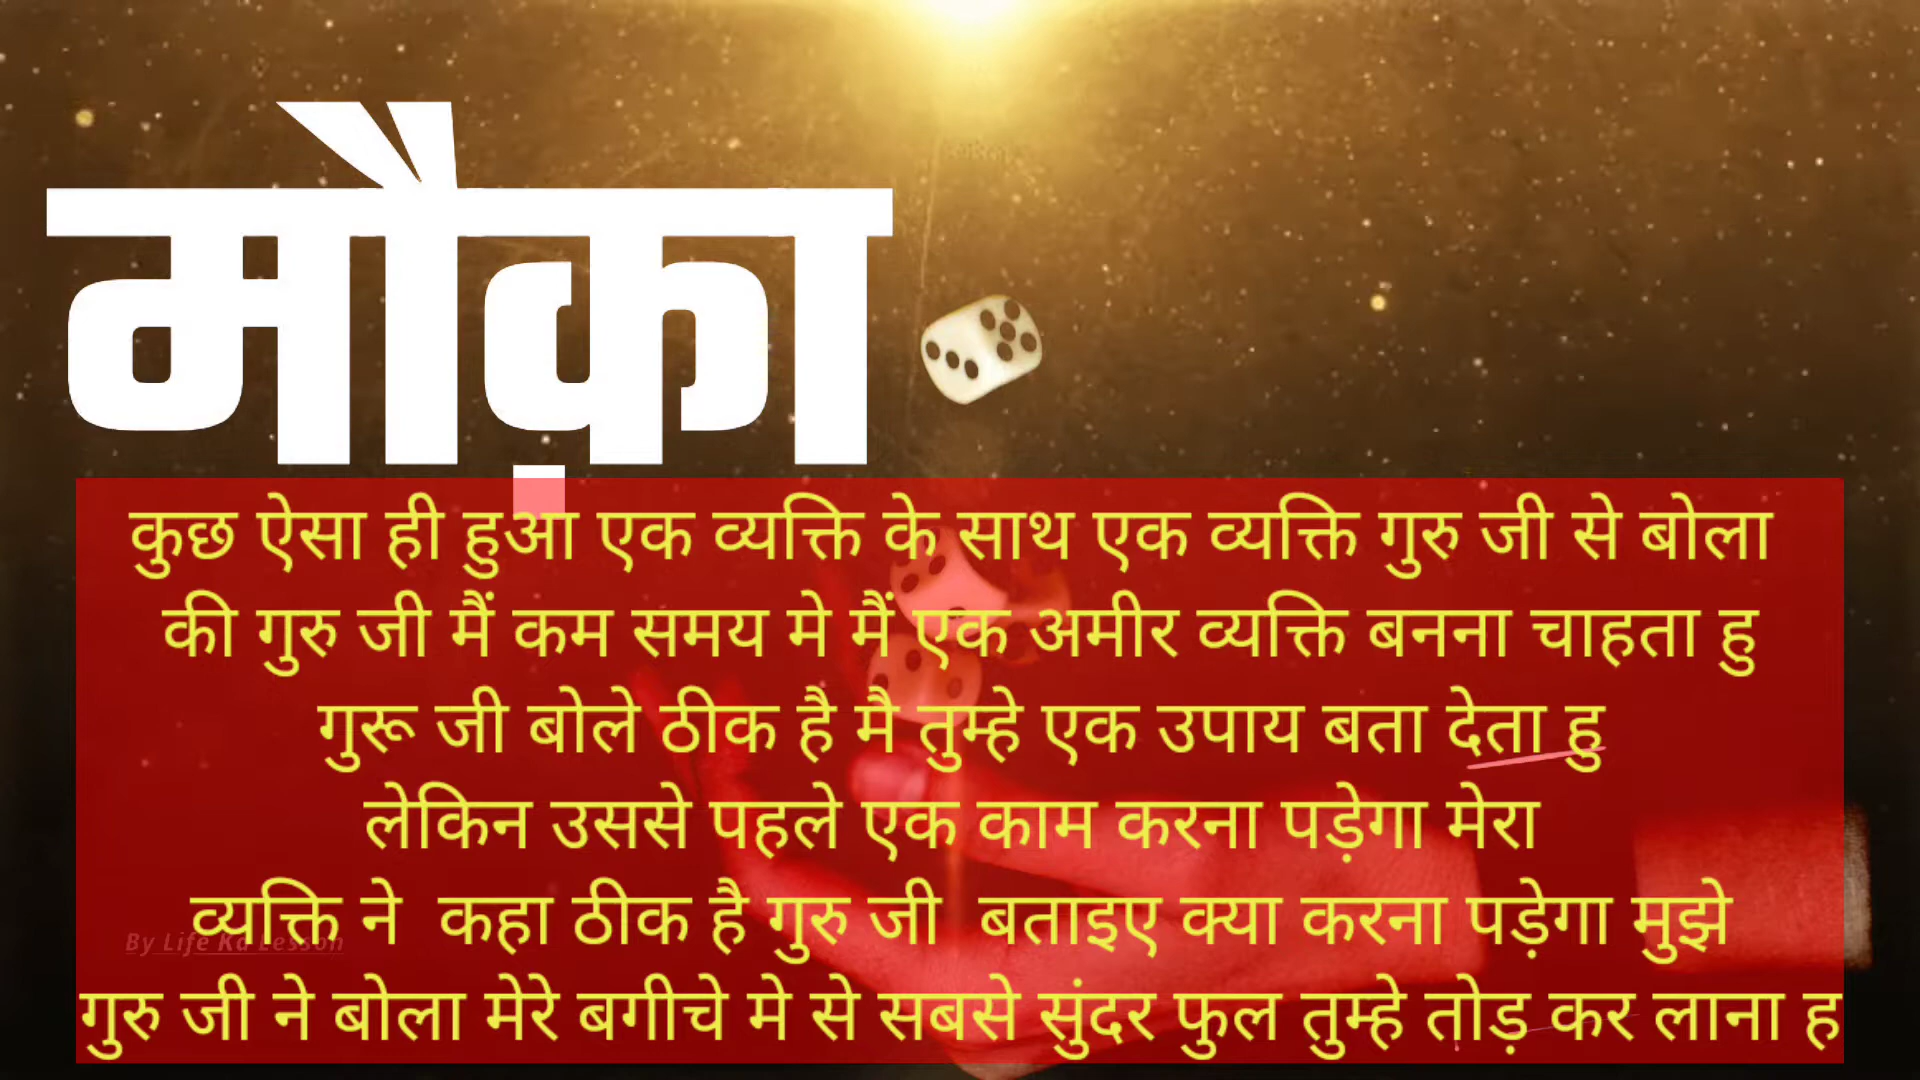 मौक़ा
कुछ ऐसा ही हुआ एक व्यक्ति के साथ एक व्यक्ति गुरु जी से बोला
की गुरु जी मैं कम समय मे मैं एक अमीर व्यक्ति बनना चाहता हु
गुरू जी बोले ठीक है मै तुम्हे एक उपाय बता देता हु
लेकिन उससे पहले एक काम करना पड़ेगा मेरा
व्यक्ति ने कहा ठीक है गुरु जी बताइए क्या करना पड़ेगा मुझे
By Life Ka Lesson
गुरु जी ने बोला मेरे बगीचे मे से सबसे सुंदर फुल तुम्हे तोड़ कर लाना ह